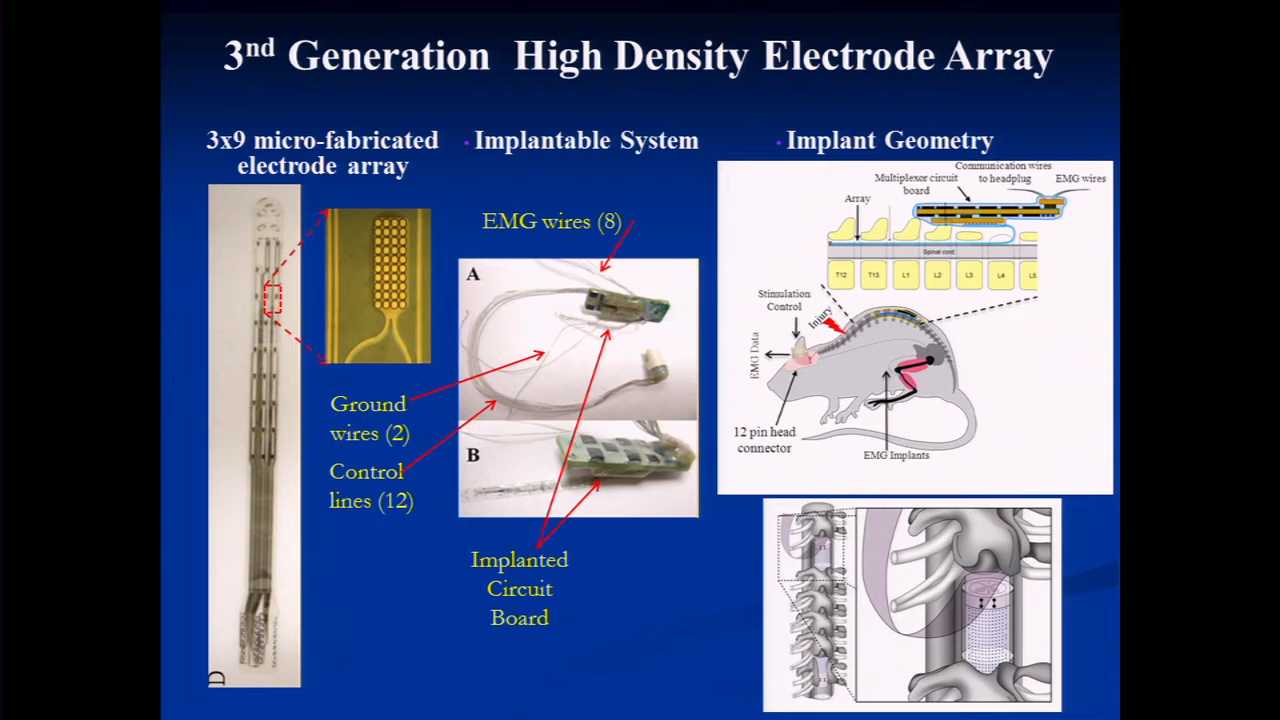 3nd Generation High Density Electrode Array
3x9 micro-fabricated
electrode array
Implantable System
Implant Geometry
EMG wires (8)
Ground
wires (2)
Control
lines (12)
Implanted
Circuit
Board
A
B
D
Communication wires
to headplug
EMG wires
Multiplexor circuit
board
Array
Spinal cord
T12
T13
L1
L2
L3
L4
L5
Stimulation
Control
Injury
EMG Data
12 pin head
connector
EMG Implants